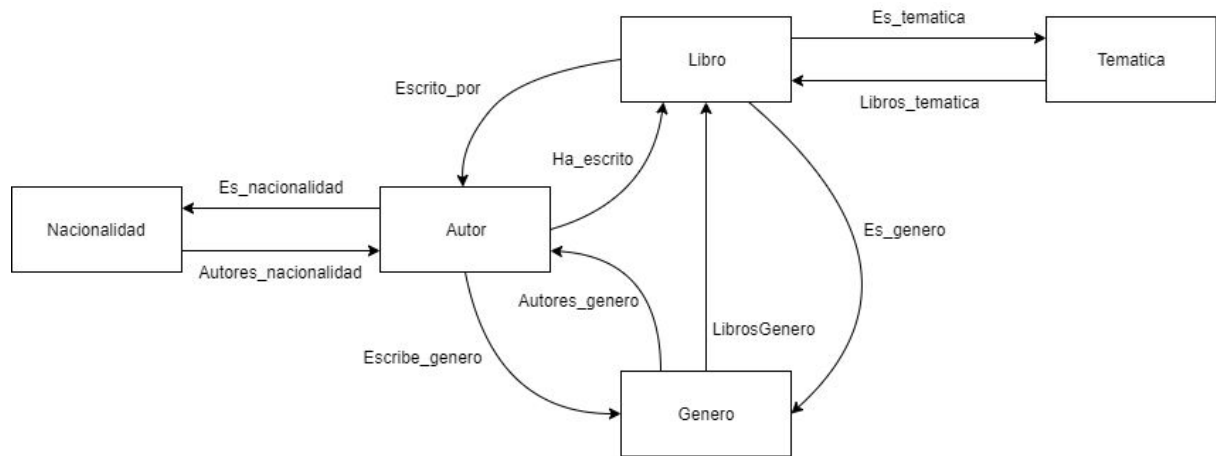 Es_tematica
Libro
Tematica
Escrito_por
Libros_tematica
Ha_escrito
Es_nacionalidad
Nacionalidad
Autor
Es_genero
Autores_nacionalidad
Autores_genero
LibrosGenero
Escribe_genero
Genero